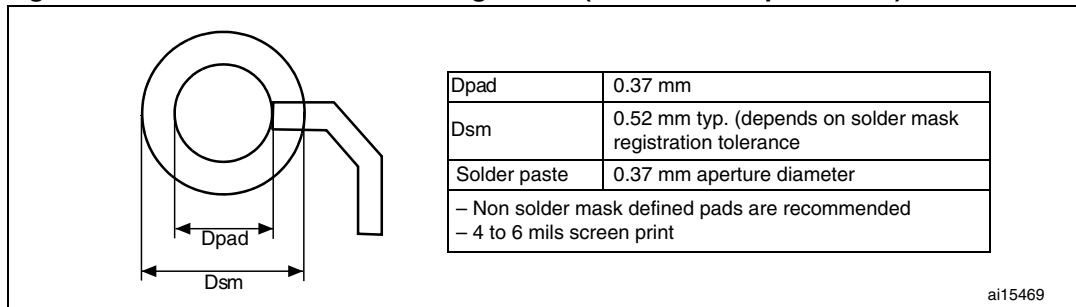 Dpad 0.37 mm
Dsm 0.52 mm typ. (depends on solder mask
registration tolerance
Solder paste 0.37 mm aperture diameter
– Non solder mask defined pads are recommended
– 4 to 6 mils screen print
Dpad
Dsm
ai15469